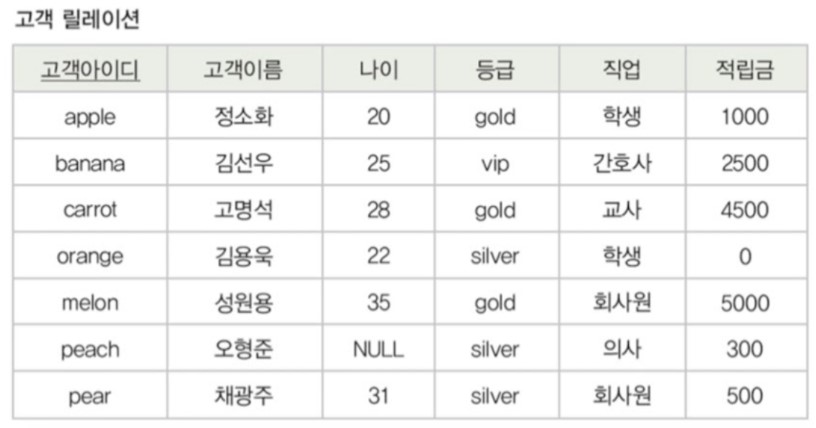 고객 릴레이션
고객아이디 고객이름 나이 등급 직업 적립금
apple 정소화 20 gold 학생 1000
banana 김선우 25 vip 간호사 2500
carrot 고명석 28 gold 교사 4500
orange 김용욱 22 silver 학생 0
melon 성원용 35 gold 회사원 5000
peach 오형준 NULL silver 의사 300
pear 채광주 31 silver 회사원 500